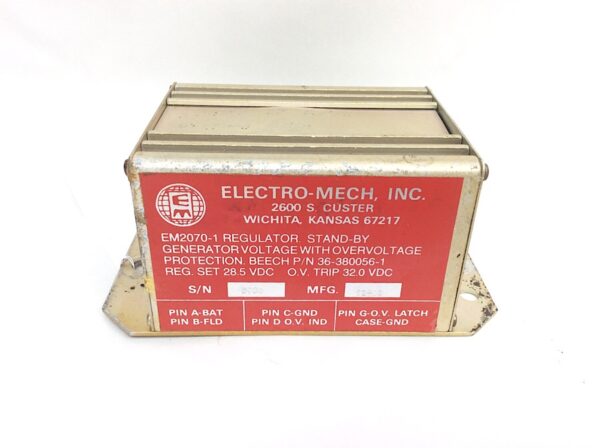 ELECTRO-MECH, INC.
2600 S. CUSTER
WICHITA, KANSAS 67217
EM2070-1 REGULATOR STAND-BY
GENERATOR VOLTAGE WITH OVERVOLTAGE
PROTECTION. BEECH P/N 36-380056-1
REG. SET 28.5 VDC O.V. TRIP 32.0 VDC
S/N MFG.
PIN A-BAT PIN C-GND PIN G-O.V. LATCH
PIN B-FLD PIN D O.V. IND CASE-GND